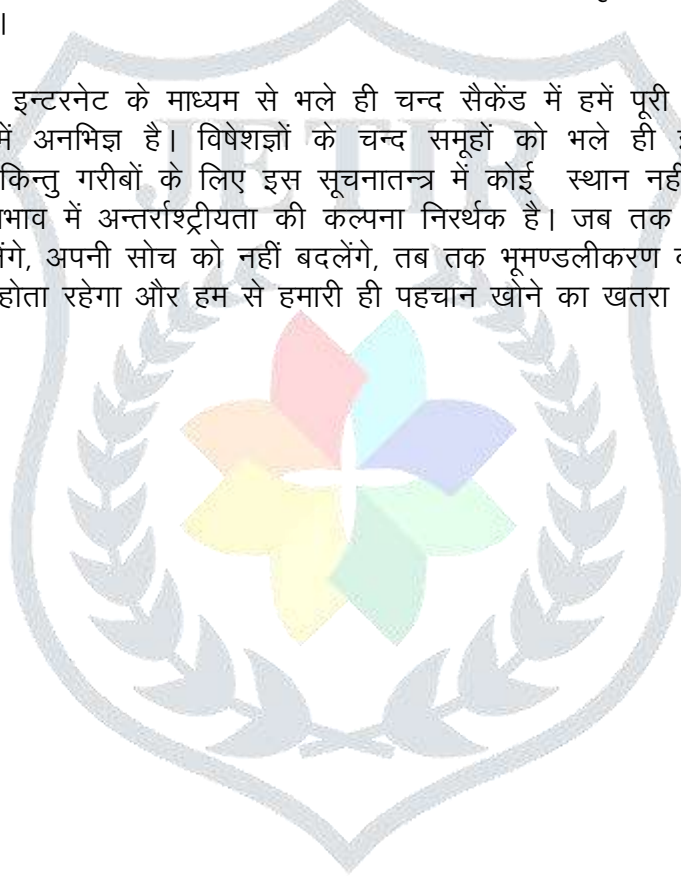 ।
इन्टरनेट के माध्यम से भले ही चन्द सैकेंड में हमें पूरी
में अनभिज्ञ है। विषेशज्ञों के चन्द समूहों को भले ही
किन्तु गरीबों के लिए इस सूचनातन्त्र में कोई स्थान नहीं
भाव में अन्तर्राश्ट्रीयता की कल्पना निरर्थक है। जब तक
गे, अपनी सोच को नहीं बदलेंगे, तब तक भूमण्डलीकरण
होता रहेगा और हम से हमारी ही पहचान खोने का खतरा
JETIR